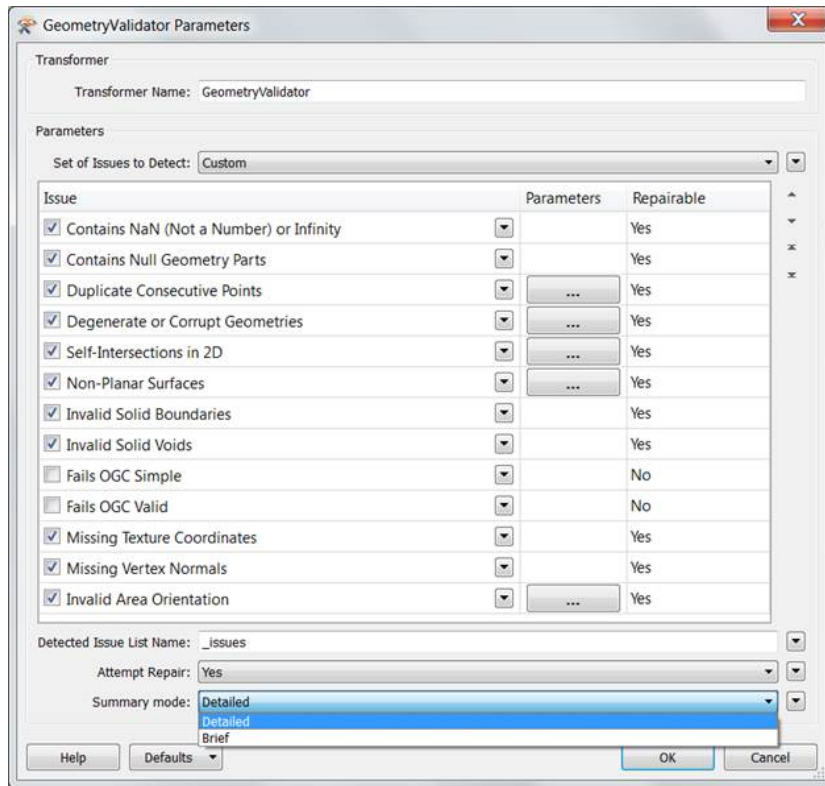 GeometryValidator Parameters
Transformer
Transformer Name: GeometryValidator
Parameters
Set of Issues to Detect: Custom
Issue Parameters Repairable
Contains NaN (Not a Number) or Infinity Yes
Contains Null Geometry Parts Yes
Duplicate Consecutive Points ... Yes
Degenerate or Corrupt Geometries ... Yes
Self-Intersections in 2D ... Yes
Non-Planar Surfaces ... Yes
Invalid Solid Boundaries Yes
Invalid Solid Voids Yes
Fails OGC Simple No
Fails OGC Valid No
Missing Texture Coordinates Yes
Missing Vertex Normals Yes
Invalid Area Orientation ... Yes
Detected Issue List Name: _issues
Attempt Repair: Yes
Summary mode: Detailed
Detailed
Brief
Help Defaults OK Cancel